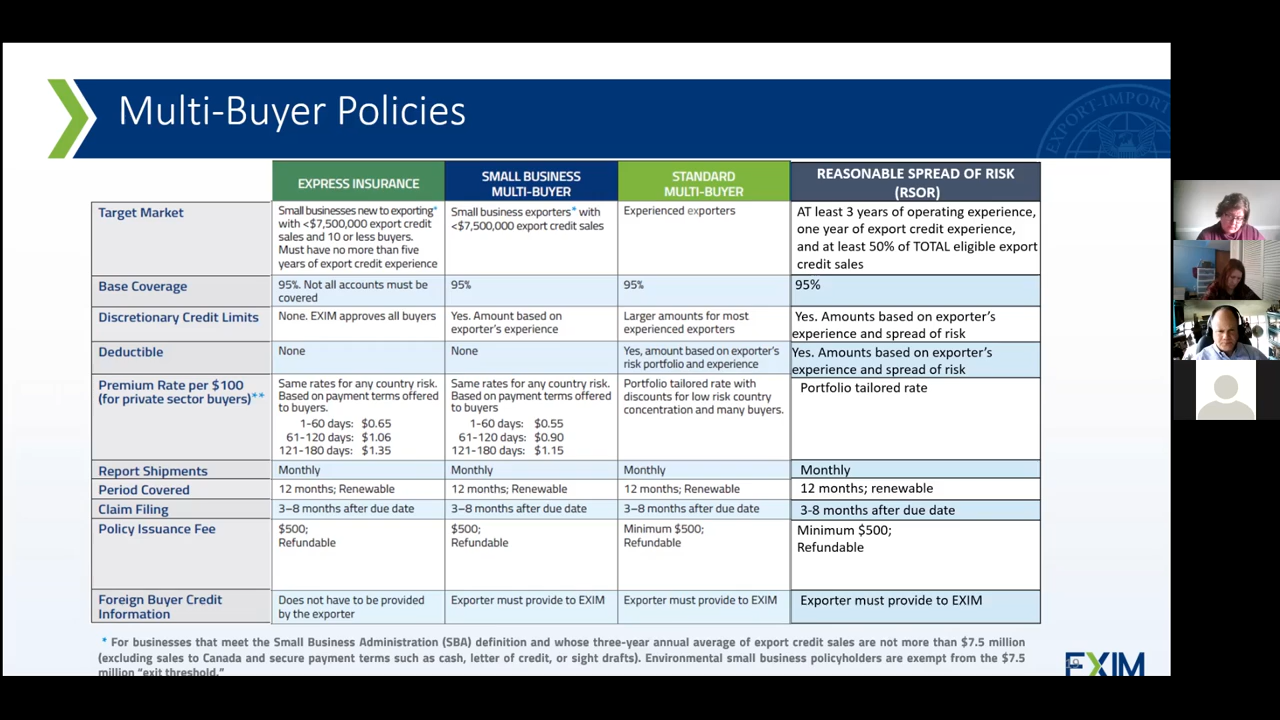 Multi-Buyer Policies
EXPORT-IMPORT
EXPRESS INSURANCE
SMALL BUSINESS
MULTI-BUYER
STANDARD
MULTI-BUYER
REASONABLE SPREAD OF RISK
(RSOR)
Target Market
Small businesses new to exporting*
with <$7,500,000 export credit
sales and 10 or less buyers.
Must have no more than five
years of export credit experience
Small business exporters* with
<$7,500,000 export credit sales
Experienced exporters
AT least 3 years of operating experience,
one year of export credit experience,
and at least 50% of TOTAL eligible export
credit sales
Base Coverage
95%. Not all accounts must be
covered
95%
95%
95%
Discretionary Credit Limits
None. EXIM approves all buyers
Yes. Amount based on
exporter's experience
Larger amounts for most
experienced exporters
Yes. Amounts based on exporter's
experience and spread of risk
Deductible
None
None
Yes, amount based on exporter's
risk portfolio and experience
Yes. Amounts based on exporter's
experience and spread of risk
Premium Rate per $100
(for private sector buyers)**
Same rates for any country risk.
Based on payment terms offered
to buyers.
1-60 days: $0.65
61-120 days: $1.06
121-180 days: $1.35
Same rates for any country risk.
Based on payment terms offered
to buyers
1-60 days: $0.55
61-120 days: $0.90
121-180 days: $1.15
Portfolio tailored rate with
discounts for low risk country
concentration and many buyers.
Portfolio tailored rate
Report Shipments
Monthly
Monthly
Monthly
Monthly
Period Covered
12 months; Renewable
12 months; Renewable
12 months; Renewable
12 months; renewable
Claim Filing
3–8 months after due date
3–8 months after due date
3–8 months after due date
3-8 months after due date
Policy Issuance Fee
$500;
Refundable
$500;
Refundable
Minimum $500;
Refundable
Minimum $500;
Refundable
Foreign Buyer Credit
Information
Does not have to be provided
by the exporter
Exporter must provide to EXIM
Exporter must provide to EXIM
Exporter must provide to EXIM
* For businesses that meet the Small Business Administration (SBA) definition and whose three-year annual average of export credit sales are not more than $7.5 million
(excluding sales to Canada and secure payment terms such as cash, letter of credit, or sight drafts). Environmental small business policyholders are exempt from the $7.5
million "exit threshold."
EXIM